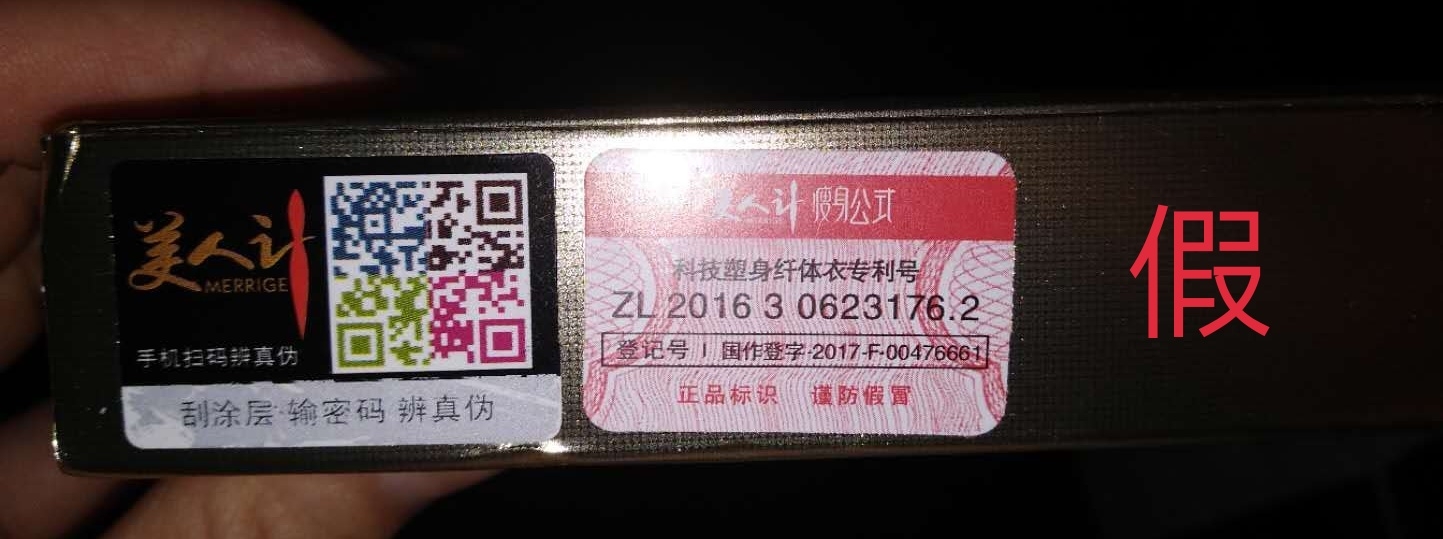 美人计
MERRIGE
手机扫码辨真伪
刮涂层 输密码 辨真伪
美人计 瘦身公式
科技塑身纤体衣专利号
ZL 2016 3 0623176.2
登记号 | 国作登字-2017-F-00476661
正品标识 谨防假冒
假